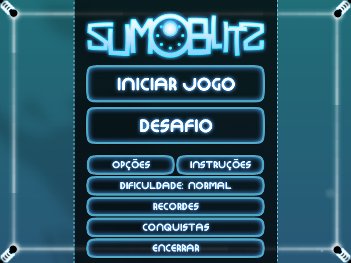 SUMOBLITZ
INICIAR JOGO
DESAFIO
OPÇÕES INSTRUÇÕES
DIFICULDADE: NORMAL
RECORDES
CONQUISTAS
ENCERRAR